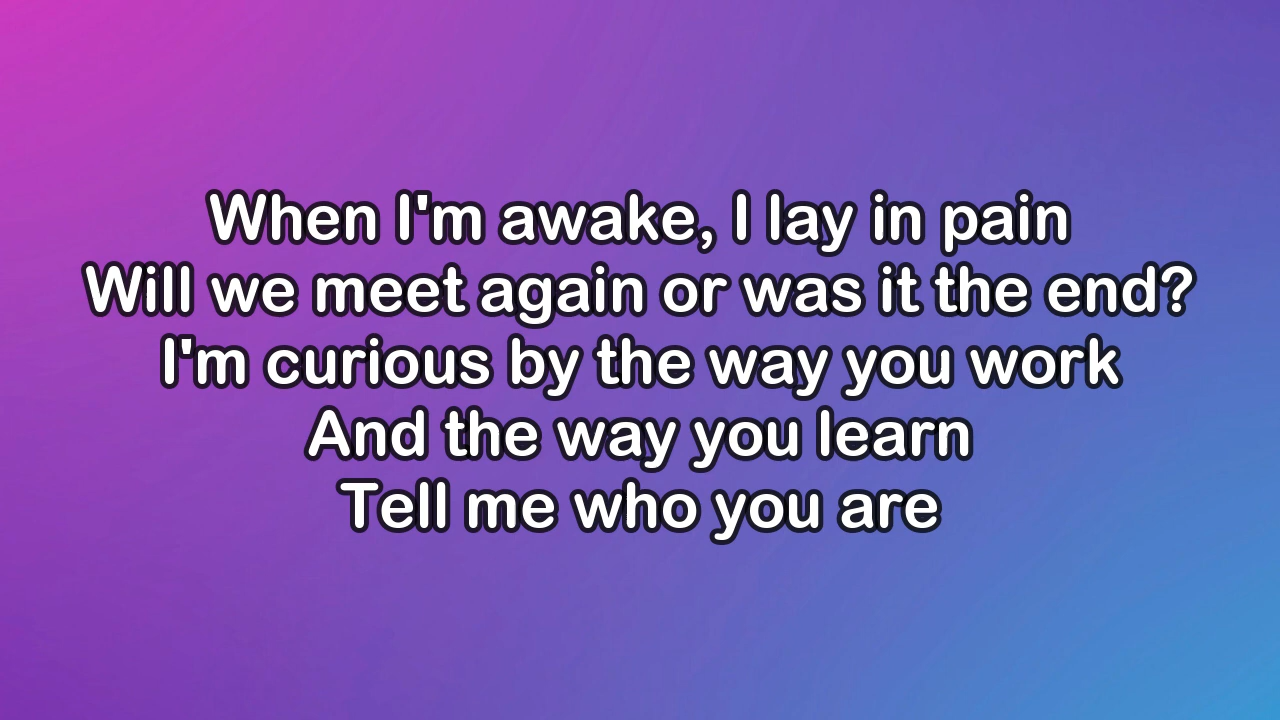 When I'm awake, I lay in pain
Will we meet again or was it the end?
I'm curious by the way you work
And the way you learn
Tell me who you are